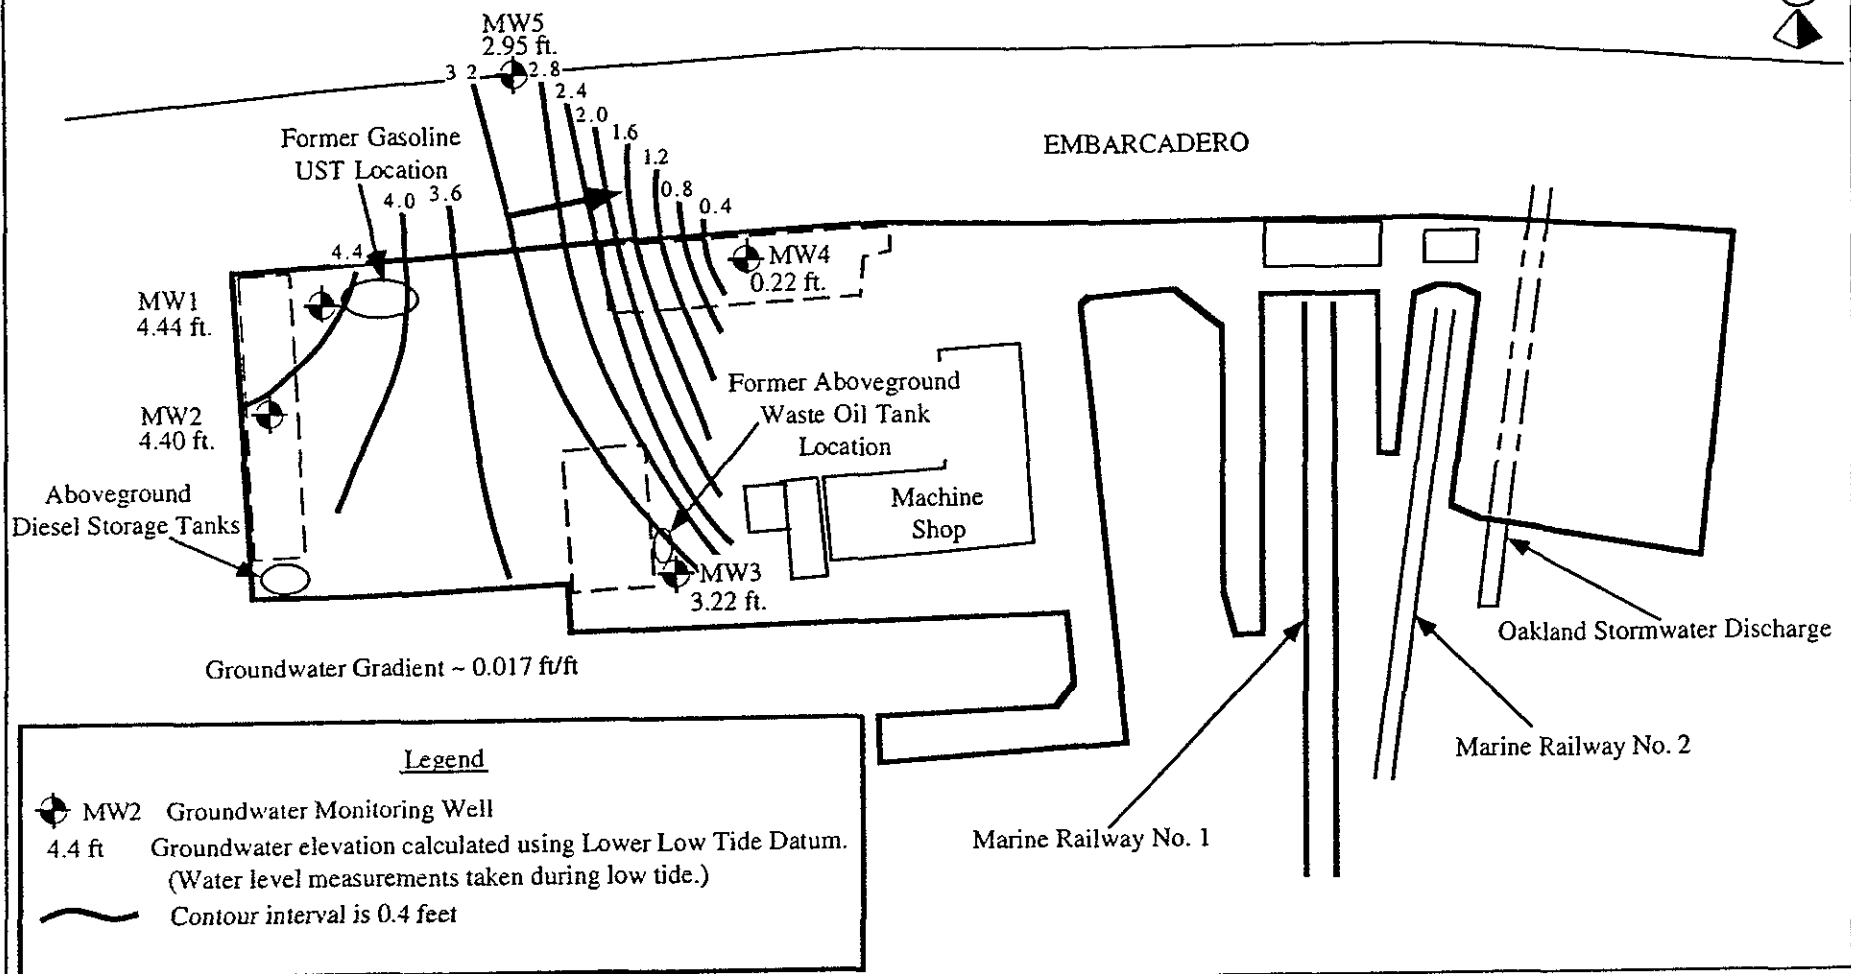 MW5
2.95 ft.
3 2
2.8
2.4
2.0
1.6
1.2
0.8
0.4
Former Gasoline
UST Location
4.0
3.6
4.4
EMBARCADERO
MW4
0.22 ft.
MW1
4.44 ft.
MW2
4.40 ft.
Former Aboveground
Waste Oil Tank
Location
Aboveground
Diesel Storage Tanks
Machine
Shop
MW3
3.22 ft.
Oakland Stormwater Discharge
Groundwater Gradient ~ 0.017 ft/ft
Marine Railway No. 2
Marine Railway No. 1
Legend
MW2 Groundwater Monitoring Well
4.4 ft Groundwater elevation calculated using Lower Low Tide Datum.
(Water level measurements taken during low tide.)
Contour interval is 0.4 feet